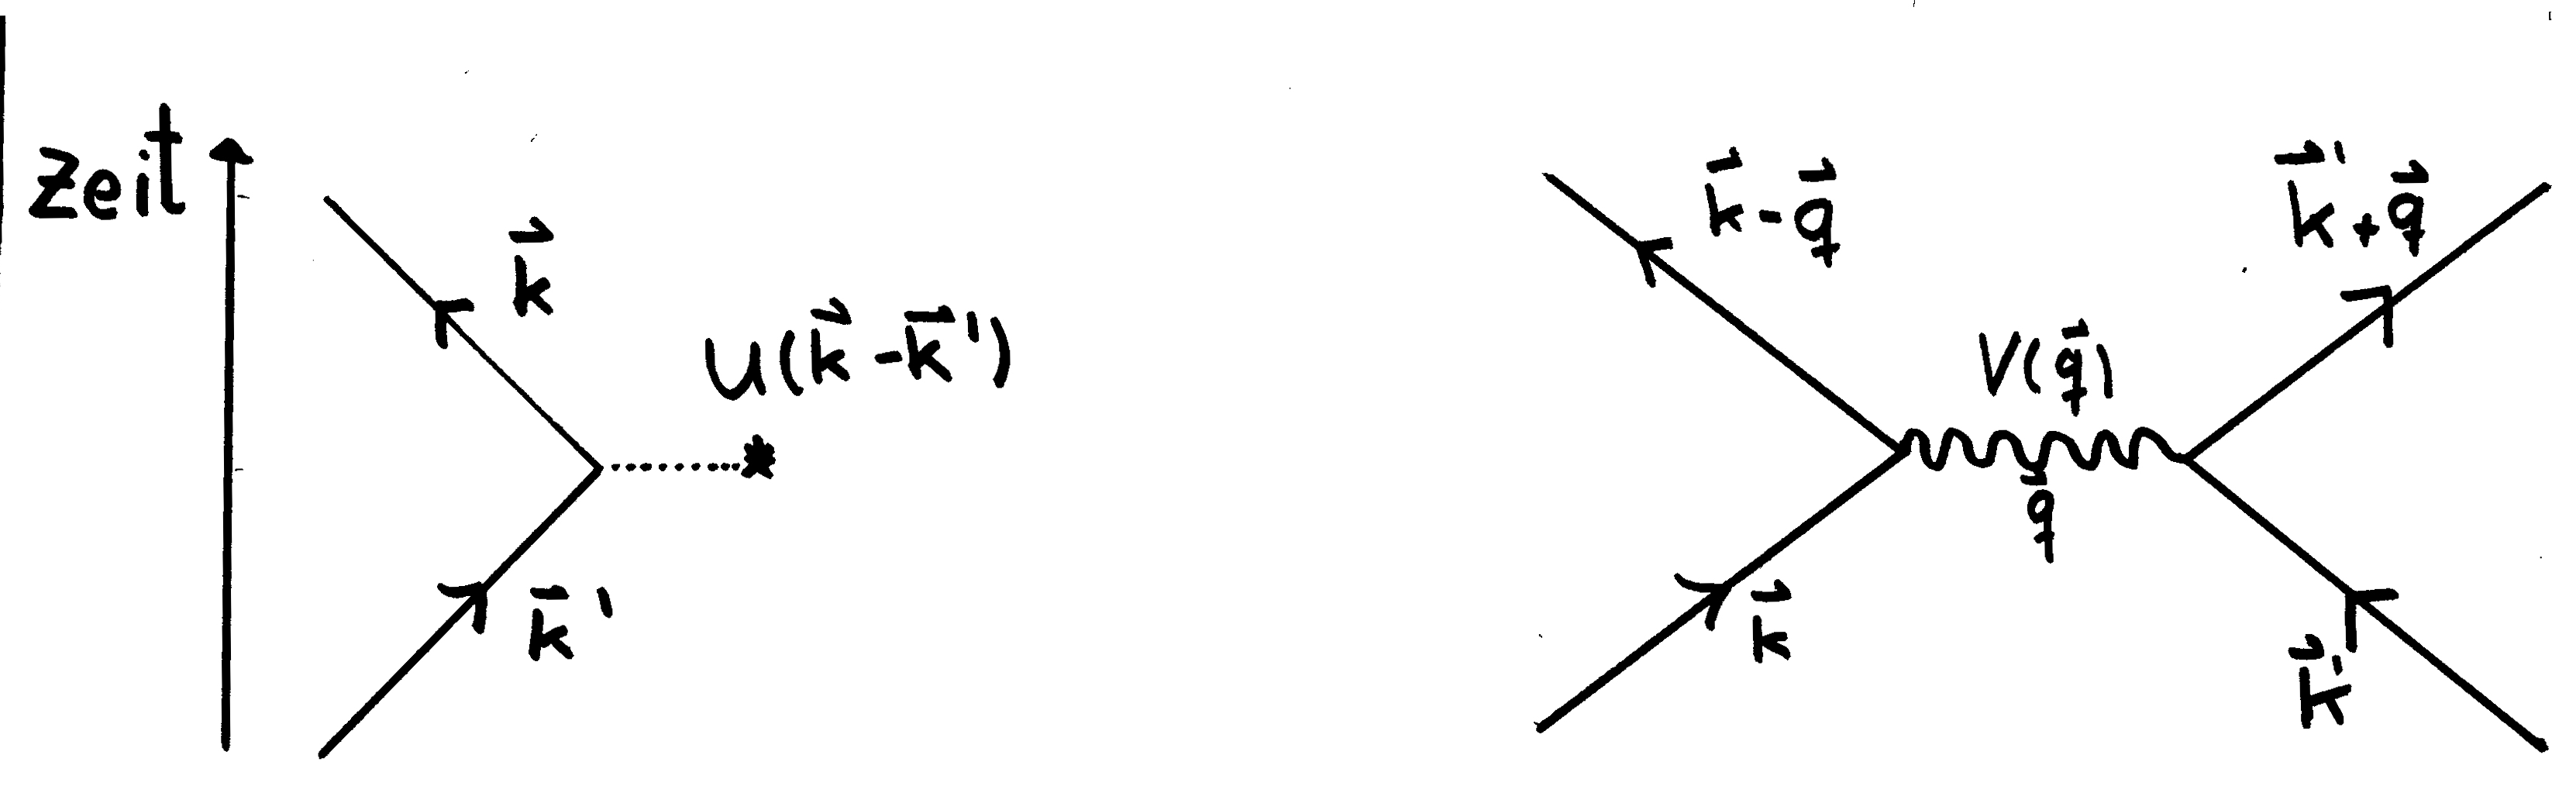 Zeit
k⃗
U(k⃗-k⃗')
k⃗'
k⃗-q⃗
k⃗'+q⃗
V(q⃗)
q⃗
k⃗
k⃗'